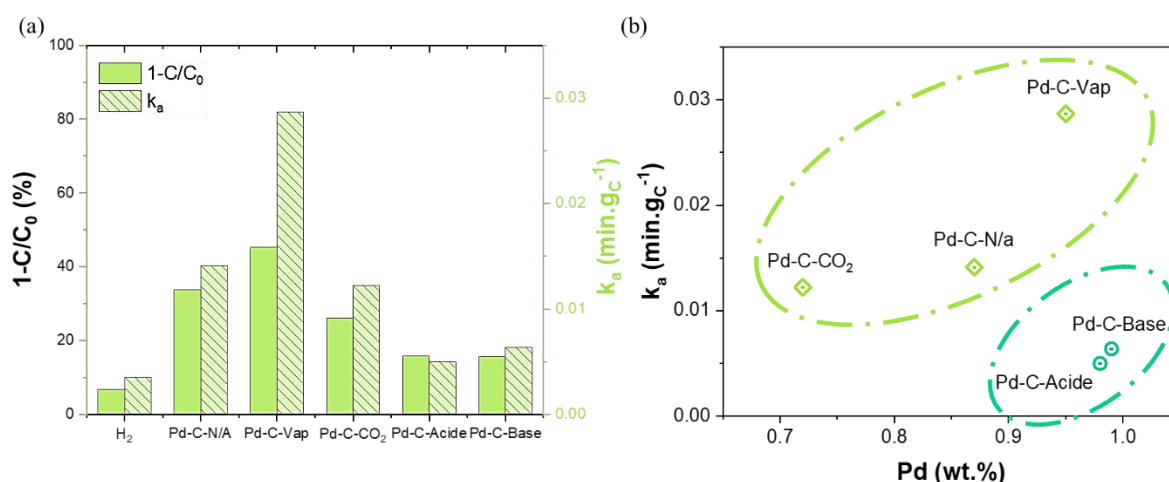 (a)
100
80
60
40
20
0
1-C/C₀ (%)
1-C/C₀
kₐ
0.03
0.02
0.01
0.00
kₐ (min.g_C⁻¹)
H₂ Pd-C-N/A Pd-C-Vap Pd-C-CO₂ Pd-C-Acide Pd-C-Base
(b)
0.03
0.02
0.01
0.00
kₐ (min.g_C⁻¹)
Pd-C-Vap
Pd-C-N/a
Pd-C-CO₂
Pd-C-Base
Pd-C-Acide
0.7 0.8 0.9 1.0
Pd (wt.%)